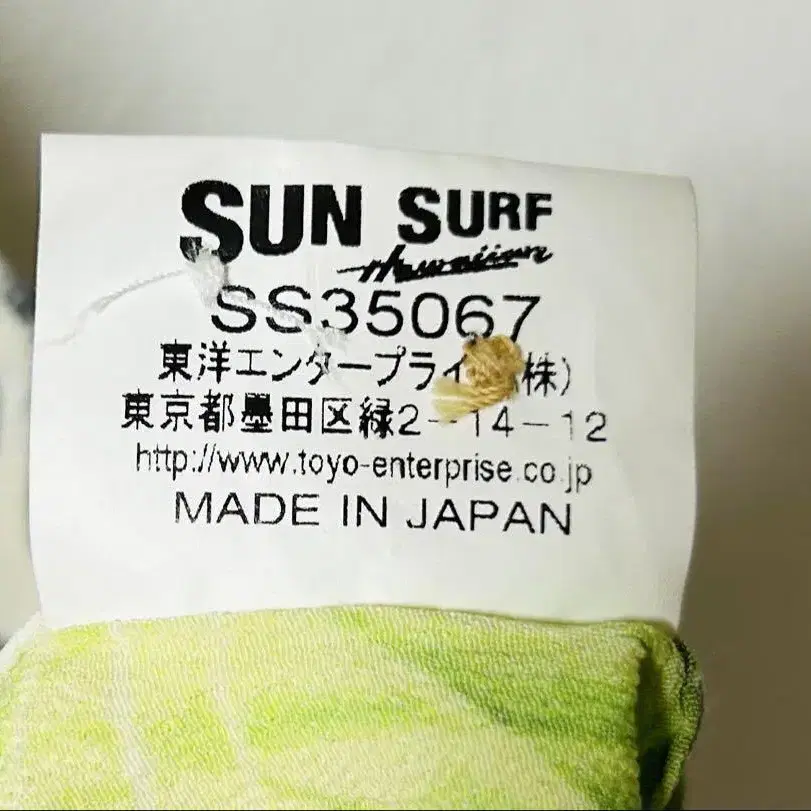 SUN SURF
Hawaiian
SS35067
東洋エンタープライ (株)
東京都墨田区緑2-14-12
http://www.toyo-enterprise.co.jp
MADE IN JAPAN